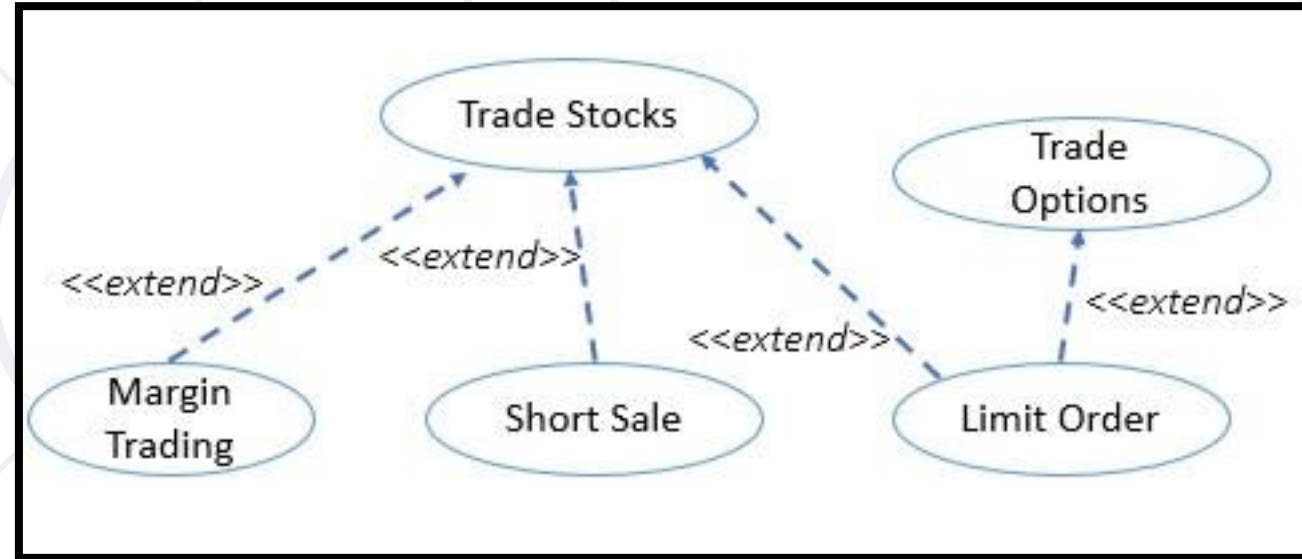 Trade Stocks
Trade
Options
<<extend>>
<<extend>>
<<extend>>
<<extend>>
Margin
Trading
Short Sale
Limit Order